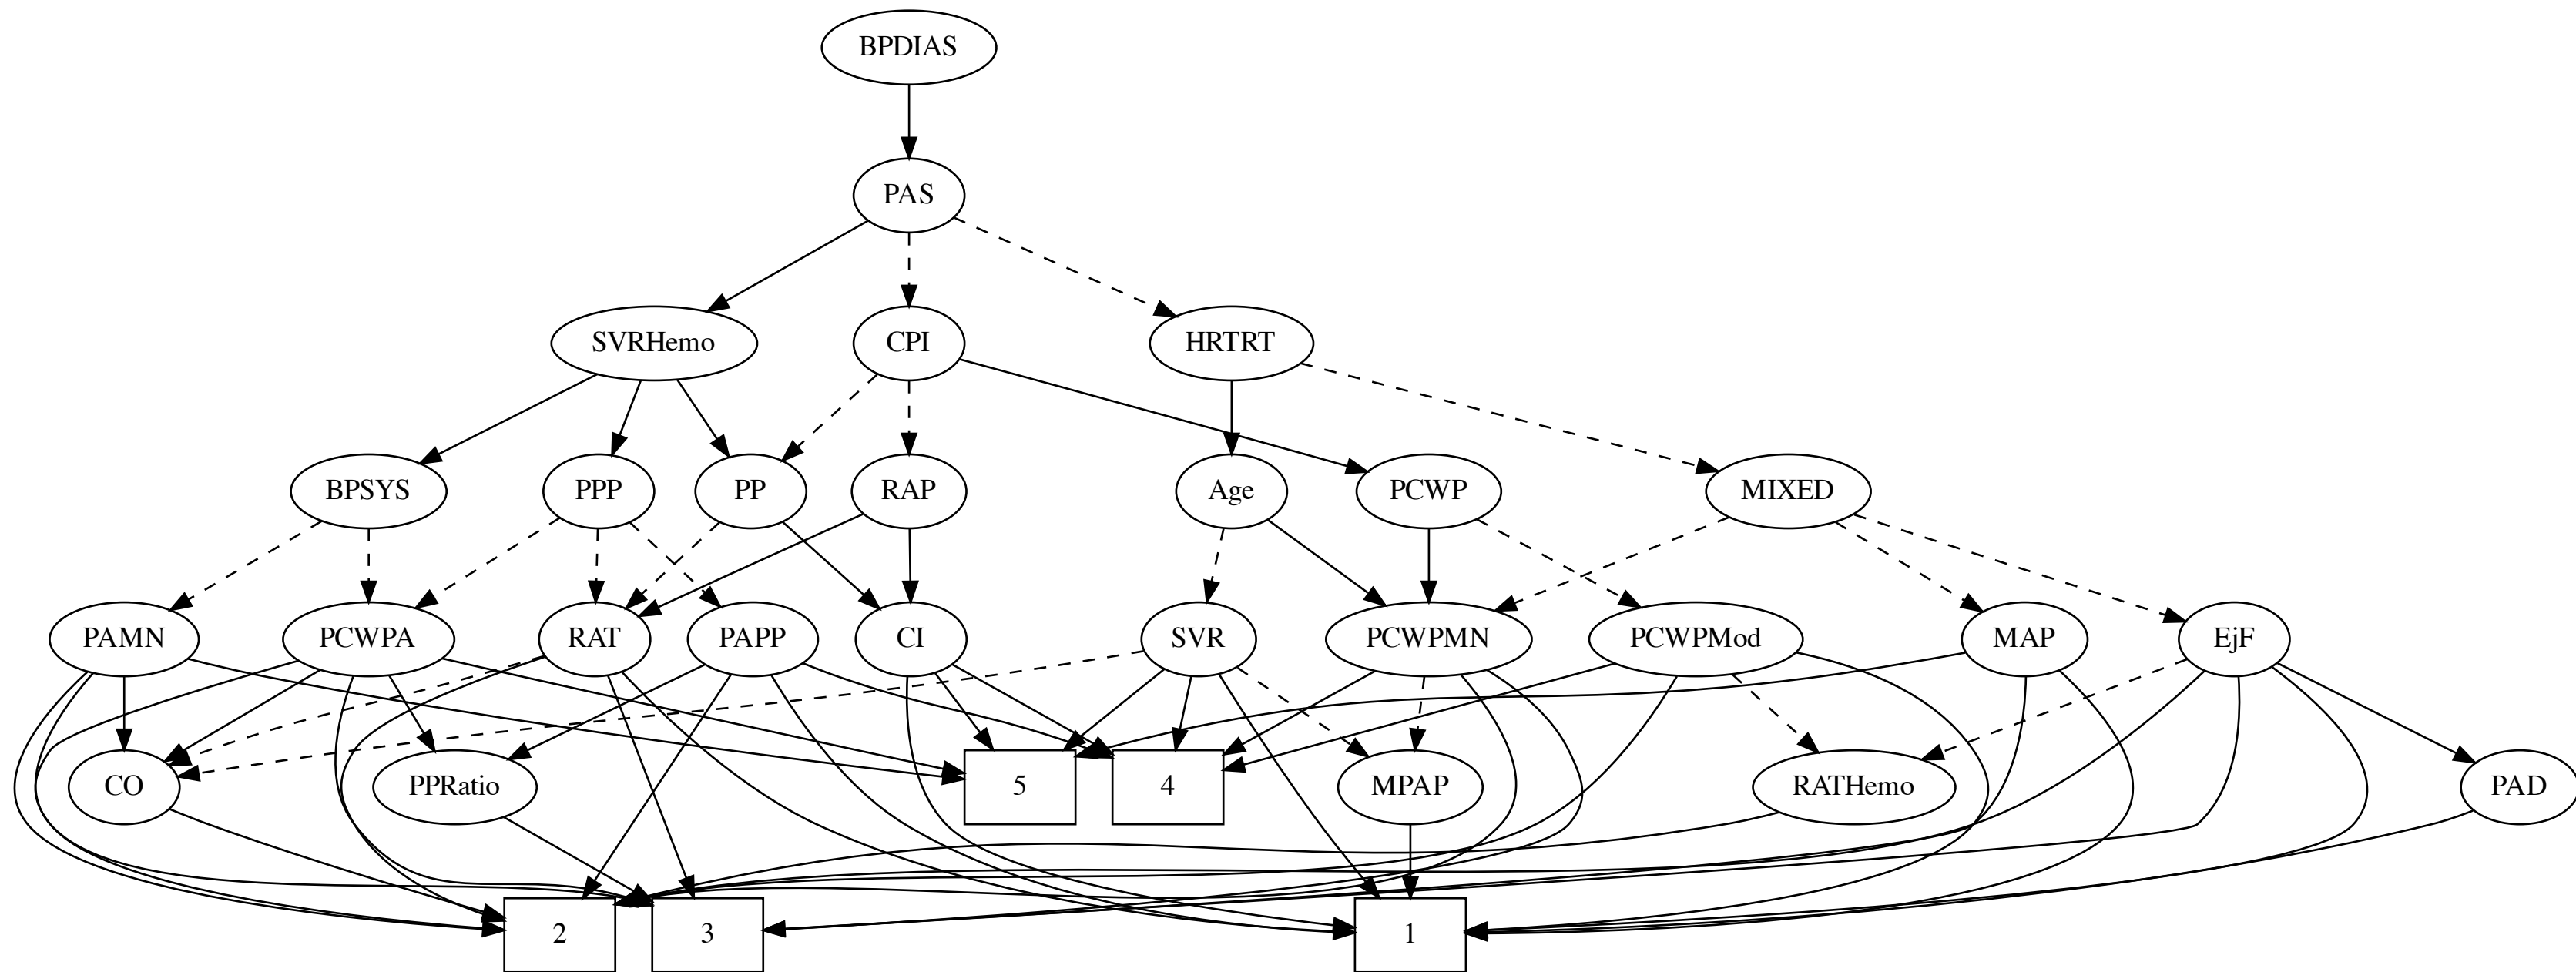 BPDIAS
PAS
SVRHemo
CPI
HRTRT
BPSYS
PPP
PP
RAP
Age
PCWP
MIXED
PAMN
PCWPA
RAT
PAPP
CI
SVR
PCWPMN
PCWPMod
MAP
EjF
CO
PPRatio
5
4
MPAP
RATHemo
PAD
2
3
1